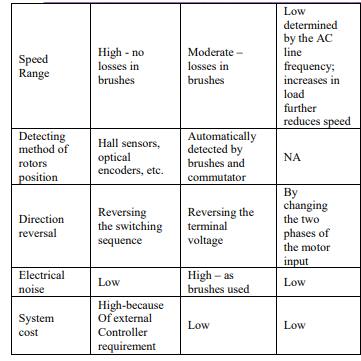 Speed
Range
High - no
losses in
brushes
Moderate –
losses in
brushes
Low
determined
by the AC
line
frequency;
increases in
load
further
reduces speed
Detecting
method of
rotors
position
Hall sensors,
optical
encoders, etc.
Automatically
detected by
brushes and
commutator
NA
Direction
reversal
Reversing
the switching
sequence
Reversing the
terminal
voltage
By
changing
the two
phases of
the motor
input
Electrical
noise
Low
High – as
brushes used
Low
System
cost
High-because
Of external
Controller
requirement
Low
Low